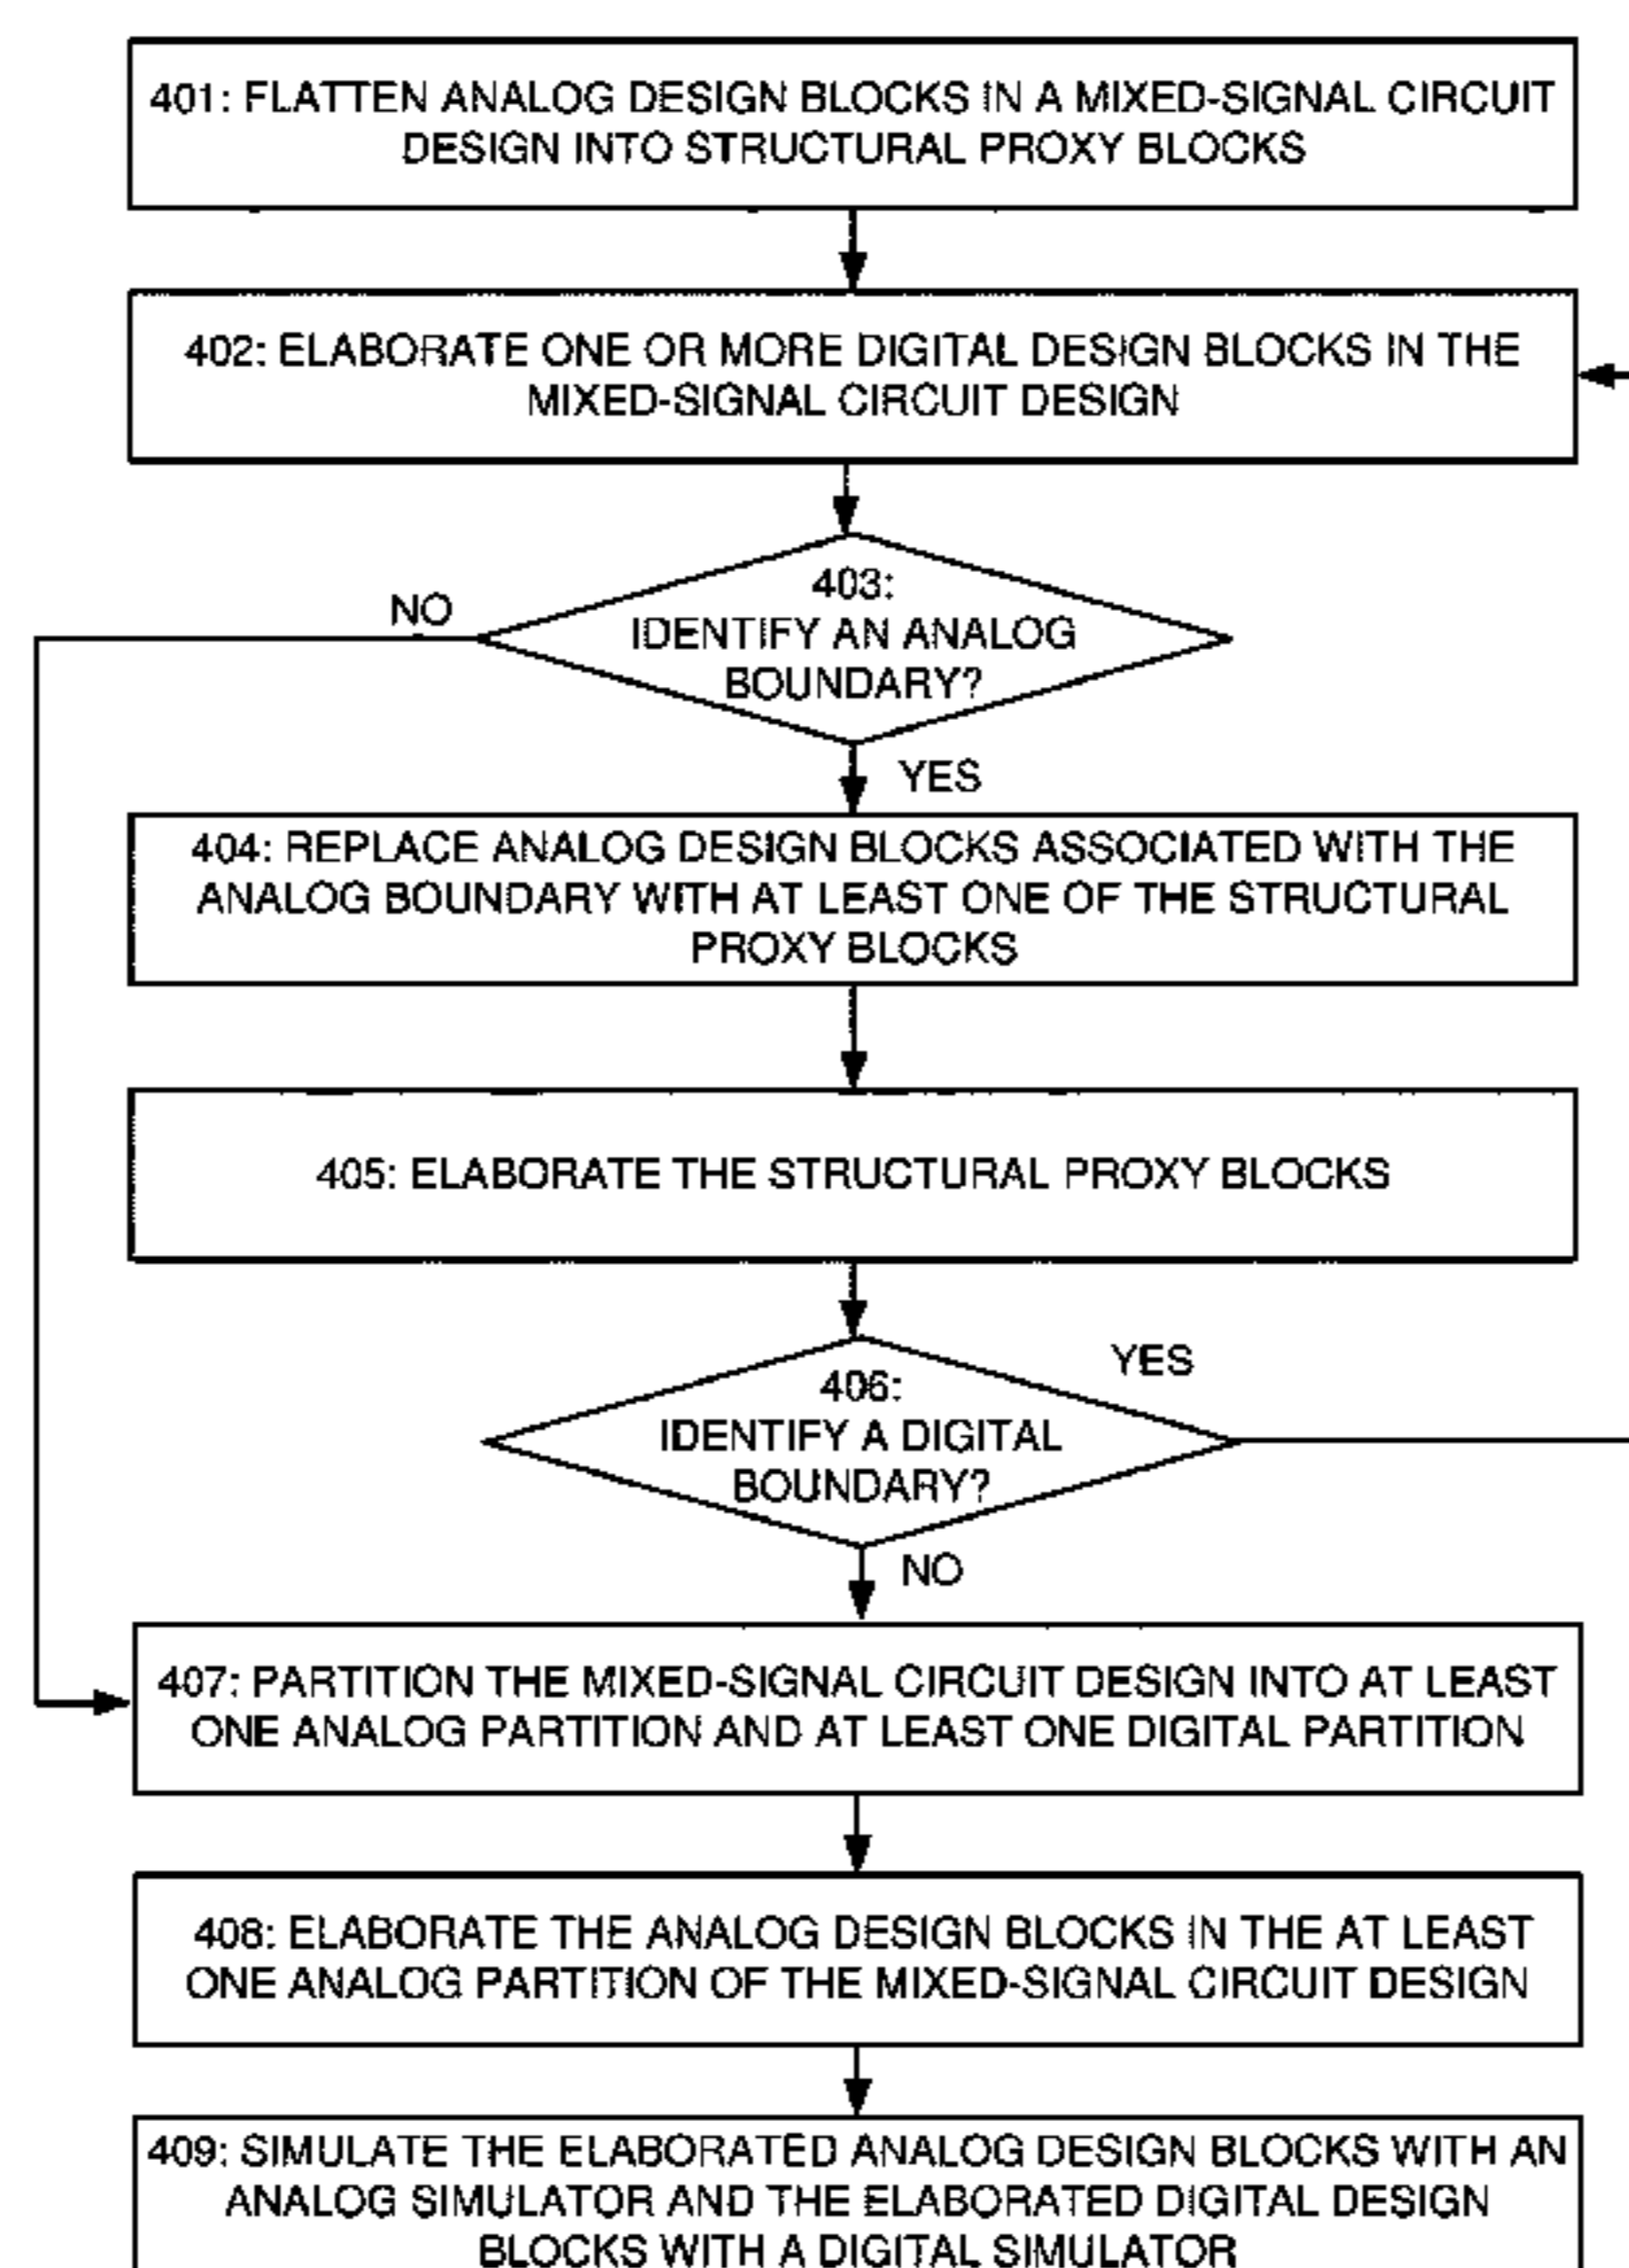 401: FLATTEN ANALOG DESIGN BLOCKS IN A MIXED-SIGNAL CIRCUIT
DESIGN INTO STRUCTURAL PROXY BLOCKS
402: ELABORATE ONE OR MORE DIGITAL DESIGN BLOCKS IN THE
MIXED-SIGNAL CIRCUIT DESIGN
403:
IDENTIFY AN ANALOG
BOUNDARY?
NO
YES
404: REPLACE ANALOG DESIGN BLOCKS ASSOCIATED WITH THE
ANALOG BOUNDARY WITH AT LEAST ONE OF THE STRUCTURAL
PROXY BLOCKS
405: ELABORATE THE STRUCTURAL PROXY BLOCKS
406:
IDENTIFY A DIGITAL
BOUNDARY?
YES
NO
407: PARTITION THE MIXED-SIGNAL CIRCUIT DESIGN INTO AT LEAST
ONE ANALOG PARTITION AND AT LEAST ONE DIGITAL PARTITION
408: ELABORATE THE ANALOG DESIGN BLOCKS IN THE AT LEAST
ONE ANALOG PARTITION OF THE MIXED-SIGNAL CIRCUIT DESIGN
409: SIMULATE THE ELABORATED ANALOG DESIGN BLOCKS WITH AN
ANALOG SIMULATOR AND THE ELABORATED DIGITAL DESIGN
BLOCKS WITH A DIGITAL SIMULATOR